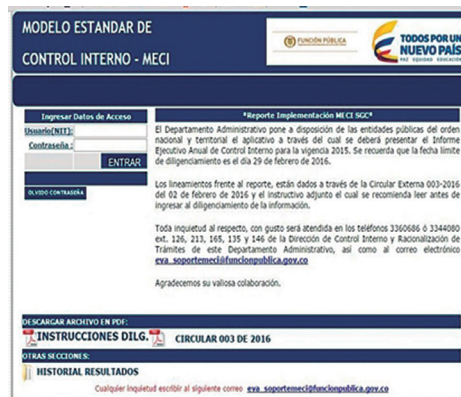 MODELO ESTANDAR DE
CONTROL INTERNO - MECI
FUNCIÓN PÚBLICA
TODOS POR UN
NUEVO PAÍS
PAZ EQUIDAD EDUCACIÓN
Ingresar Datos de Acceso
Usuario(NIT):
Contraseña :
ENTRAR
OLVIDO CONTRASEÑA
*Reporte Implementación MECI SGC*
El Departamento Administrativo pone a disposición de las entidades públicas del orden
nacional y territorial el aplicativo a través del cual se deberá presentar el Informe
Ejecutivo Anual de Control Interno para la vigencia 2015. Se recuerda que la fecha límite
de diligenciamiento es el día 29 de febrero de 2016.
Los lineamientos frente al reporte, están dados a través de la Circular Externa 003-2016
del 02 de febrero de 2016 y el instructivo adjunto el cual se recomienda leer antes de
ingresar al diligenciamiento de la información.
Toda inquietud al respecto, con gusto será atendida en los teléfonos 3360686 ó 3344080
ext. 126, 213, 165, 135 y 146 de la Dirección de Control Interno y Racionalización de
Trámites de este Departamento Administrativo, así como al correo electrónico
eva_soportemeci@funcionpublica.gov.co
Agradecemos su valiosa colaboración.
DESCARGAR ARCHIVO EN PDF:
INSTRUCCIONES DILG.
CIRCULAR 003 DE 2016
OTRAS SECCIONES:
HISTORIAL RESULTADOS
Cualquier inquietud escribir al siguiente correo eva_soportemeci@funcionpublica.gov.co